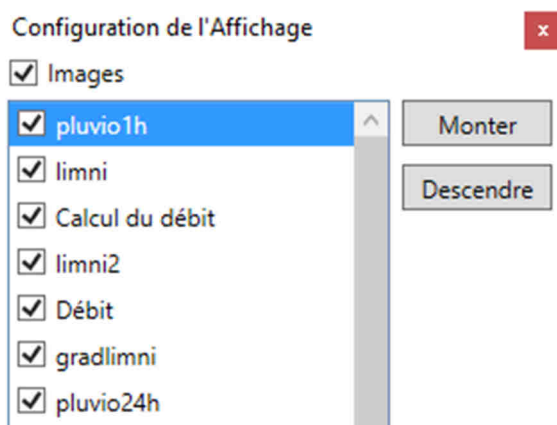 Configuration de l'Affichage
x
Images
pluvio1h
Monter
limni
Descendre
Calcul du débit
limni2
Débit
gradlimni
pluvio24h